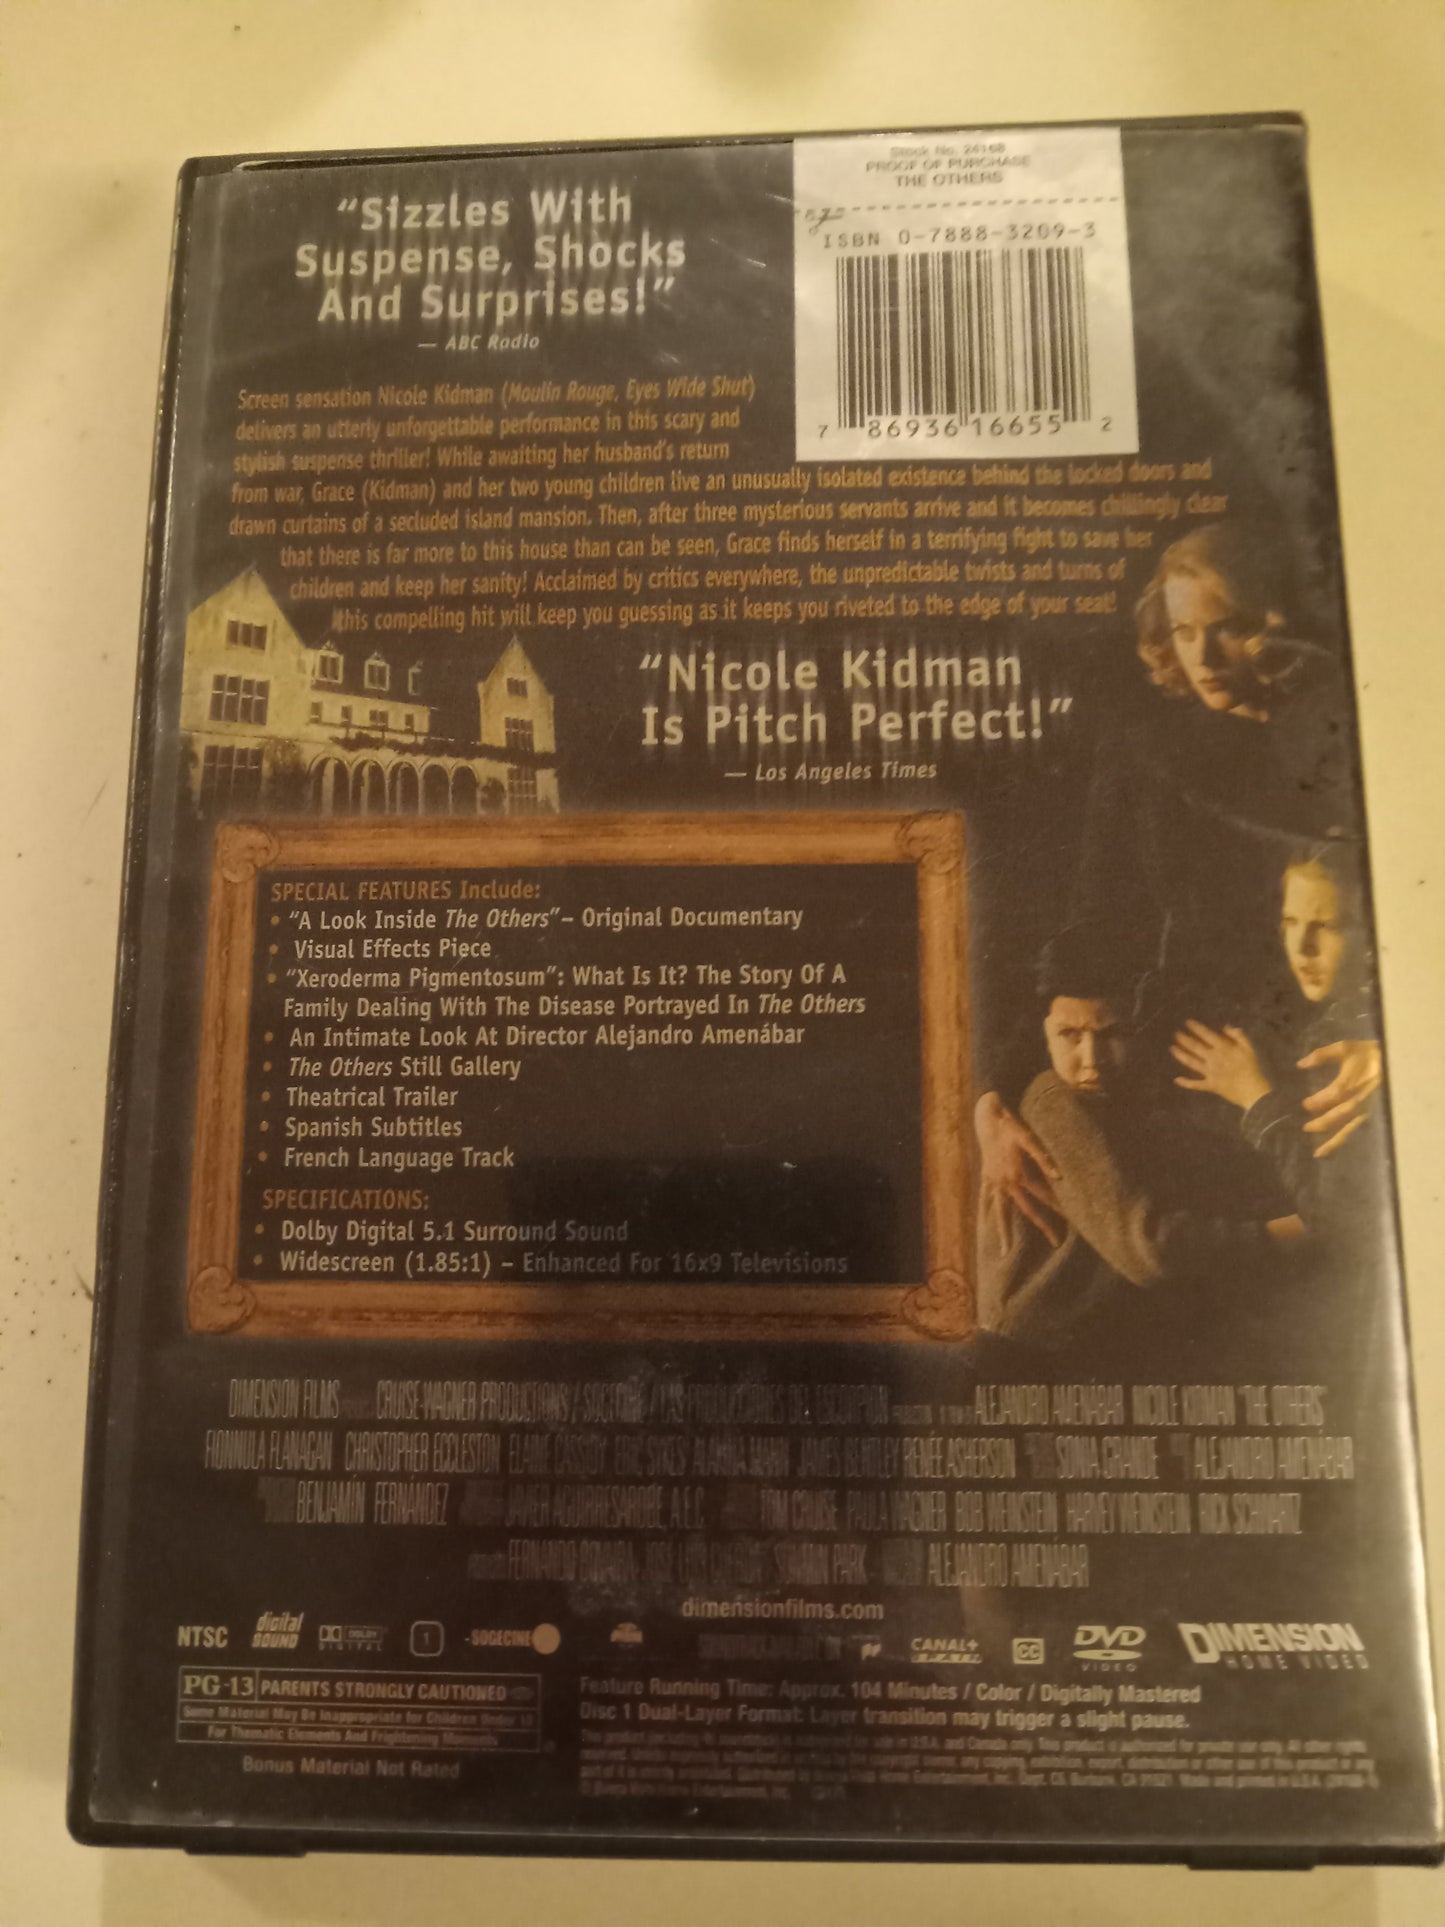 Stock No. 24168
PROOF OF PURCHASE
THE OTHERS
ISBN 0-7888-3209-3
7 86936 16655 2
“Sizzles With
Suspense, Shocks
And Surprises!”
— ABC Radio
Screen sensation Nicole Kidman (Moulin Rouge, Eyes Wide Shut)
delivers an utterly unforgettable performance in this scary and
stylish suspense thriller! While awaiting her husband's return
from war, Grace (Kidman) and her two young children live an unusually isolated existence behind the locked doors and
drawn curtains of a secluded island mansion. Then, after three mysterious servants arrive and it becomes chillingly clear
that there is far more to this house than can be seen, Grace finds herself in a terrifying fight to save her
children and keep her sanity! Acclaimed by critics everywhere, the unpredictable twists and turns of
this compelling hit will keep you guessing as it keeps you riveted to the edge of your seat!
“Nicole Kidman
Is Pitch Perfect!”
— Los Angeles Times
SPECIAL FEATURES Include:
• “A Look Inside The Others”– Original Documentary
• Visual Effects Piece
• “Xeroderma Pigmentosum”: What Is It? The Story Of A
Family Dealing With The Disease Portrayed In The Others
• An Intimate Look At Director Alejandro Amenábar
• The Others Still Gallery
• Theatrical Trailer
• Spanish Subtitles
• French Language Track
SPECIFICATIONS:
• Dolby Digital 5.1 Surround Sound
• Widescreen (1.85:1) – Enhanced For 16x9 Televisions
DIMENSION FILMS CRUISE-WAGNER PRODUCTIONS / SOGECINE / LAS PRODUCCIONES DEL ESCORPION ALEJANDRO AMENÁBAR NICOLE KIDMAN "THE OTHERS"
FIONNULA FLANAGAN CHRISTOPHER ECCLESTON ELAINE CASSIDY ERIC SYKES ALAKINA MANN JAMES BENTLEY RENÉE ASHERSON SONIA GRANDE ALEJANDRO AMENÁBAR
BENJAMÍN FERNÁNDEZ JAVIER AGUIRRESAROBE, A.E.C. TOM CRUISE PAULA WAGNER BOB WEINSTEIN HARVEY WEINSTEIN RICK SCHWARTZ
FERNANDO BOVAIRA JOSÉ LUIS CUERDA SUNMIN PARK ALEJANDRO AMENÁBAR
dimensionfilms.com
NTSC digital SOUND DOLBY DIGITAL 1 -SOGECINE CANAL+ CC DVD VIDEO DIMENSION HOME VIDEO
PG-13 PARENTS STRONGLY CAUTIONED
Some Material May Be Inappropriate for Children Under 13
For Thematic Elements And Frightening Moments
Bonus Material Not Rated
Feature Running Time: Approx. 104 Minutes / Color / Digitally Mastered
Disc 1 Dual-Layer Format: Layer transition may trigger a slight pause.